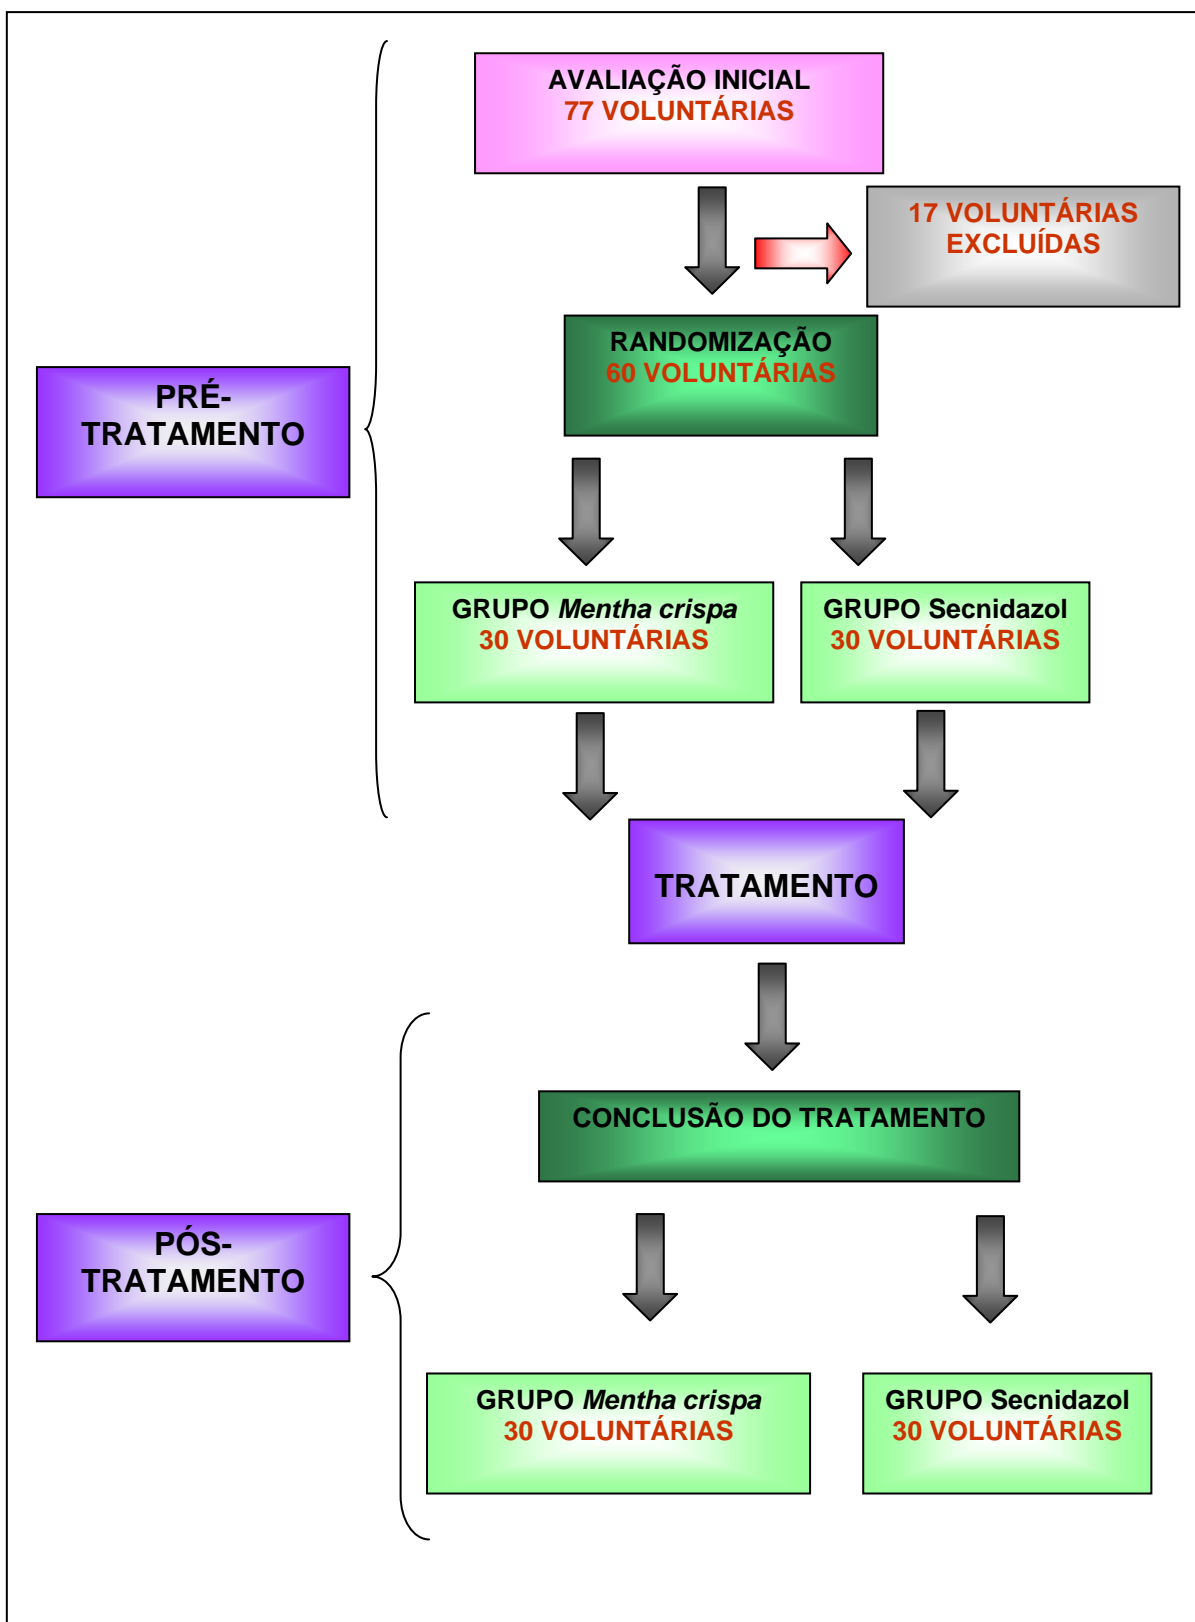 AVALIAÇÃO INICIAL
77 VOLUNTÁRIAS
17 VOLUNTÁRIAS
EXCLUÍDAS
RANDOMIZAÇÃO
60 VOLUNTÁRIAS
PRÉ-
TRATAMENTO
GRUPO Mentha crispa
30 VOLUNTÁRIAS
GRUPO Secnidazol
30 VOLUNTÁRIAS
TRATAMENTO
CONCLUSÃO DO TRATAMENTO
PÓS-
TRATAMENTO
GRUPO Mentha crispa
30 VOLUNTÁRIAS
GRUPO Secnidazol
30 VOLUNTÁRIAS